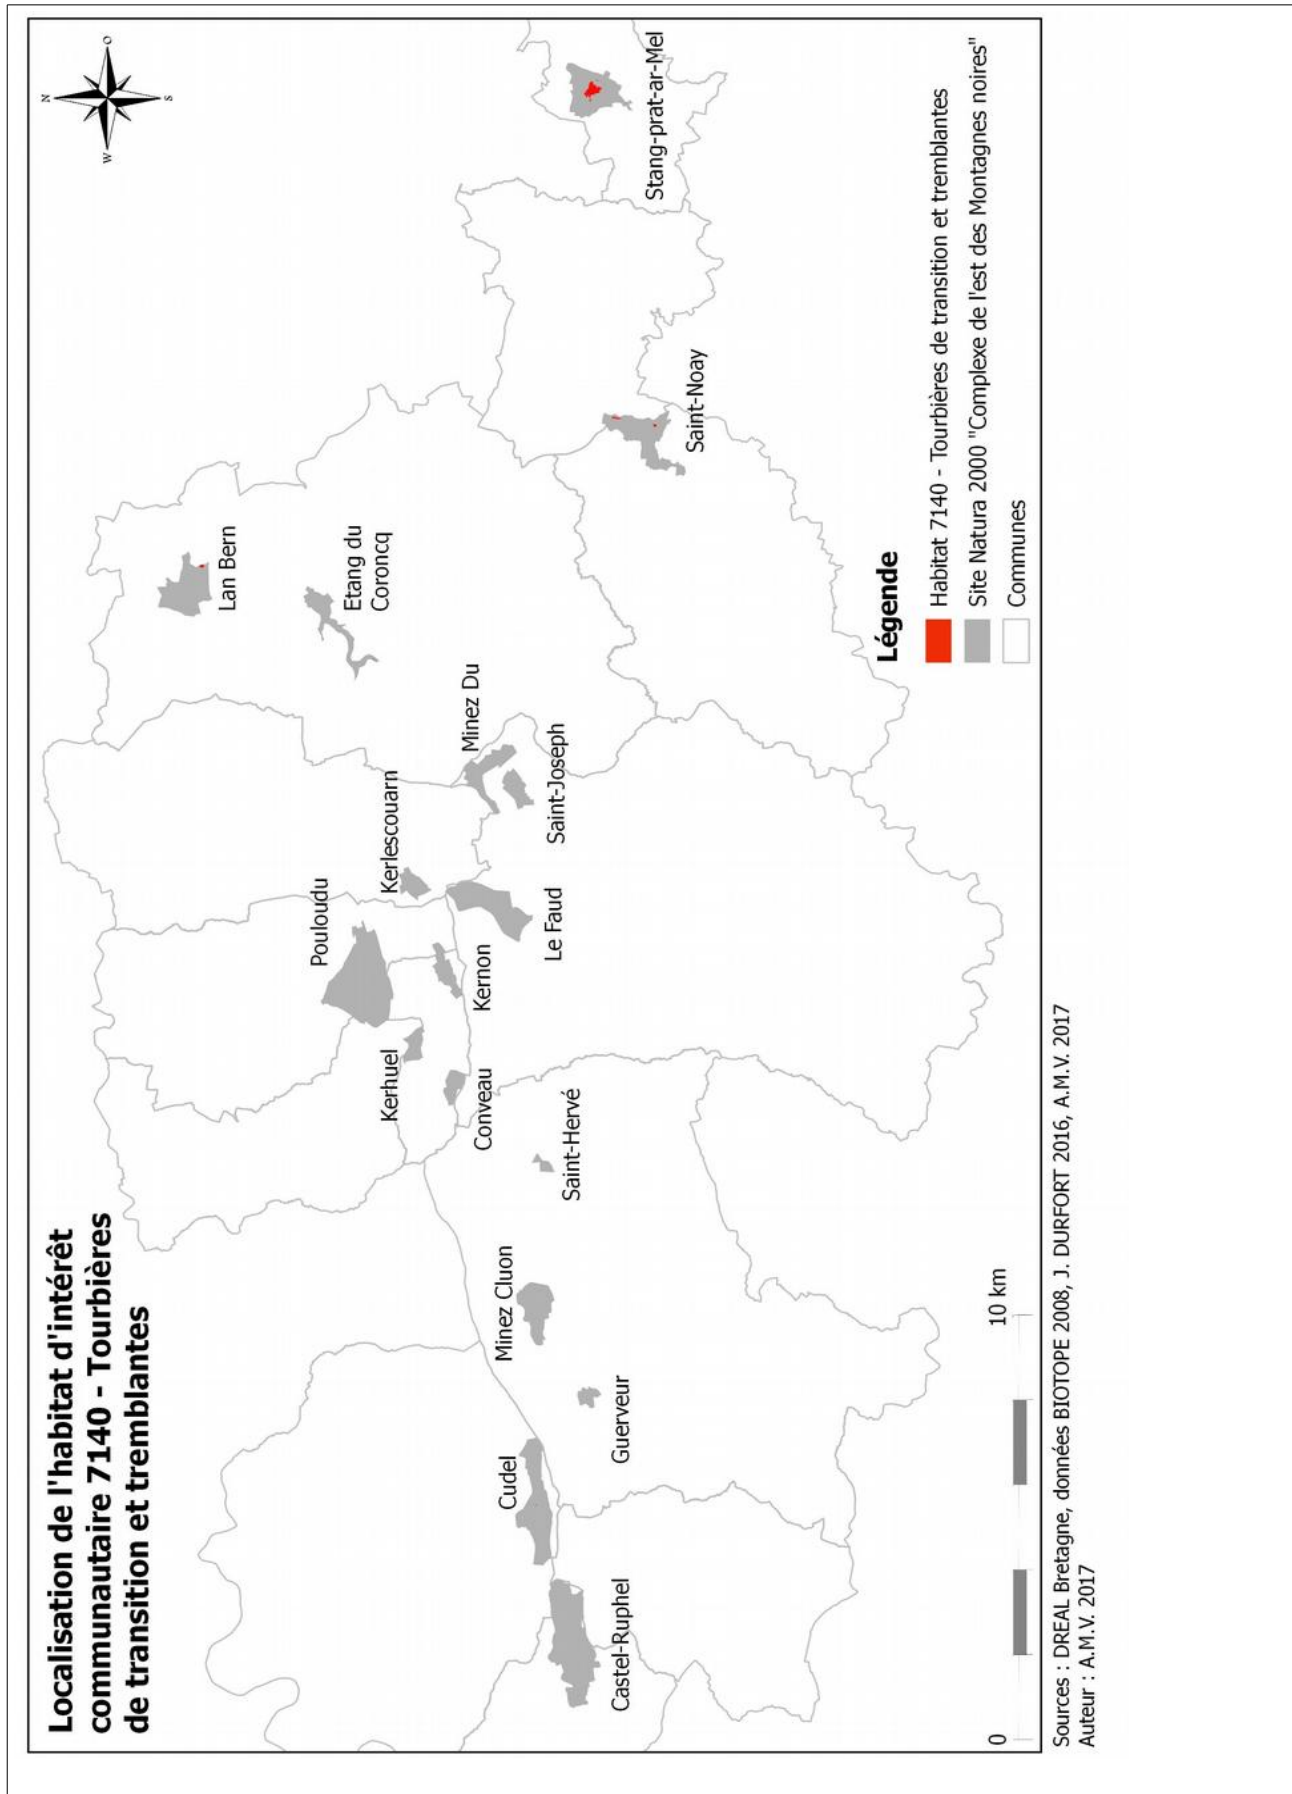 Localisation de l'habitat d'intérêt
communautaire 7140 - Tourbières
de transition et tremblantes
N
W
O
S
Lan Bern
Etang du
Coroncq
Stang-prat-ar-Mel
Pouloudu
Kerlescouarn
Minez Du
Kerhuel
Kernon
Conveau
Le Faud
Saint-Joseph
Saint-Noay
Saint-Hervé
Minez Cluon
Cudel
Guerveur
Castel-Ruphel
Légende
Habitat 7140 - Tourbières de transition et tremblantes
Site Natura 2000 "Complexe de l'est des Montagnes noires"
Communes
0
10 km
Sources : DREAL Bretagne, données BIOTOPE 2008, J. DURFORT 2016, A.M.V. 2017
Auteur : A.M.V. 2017